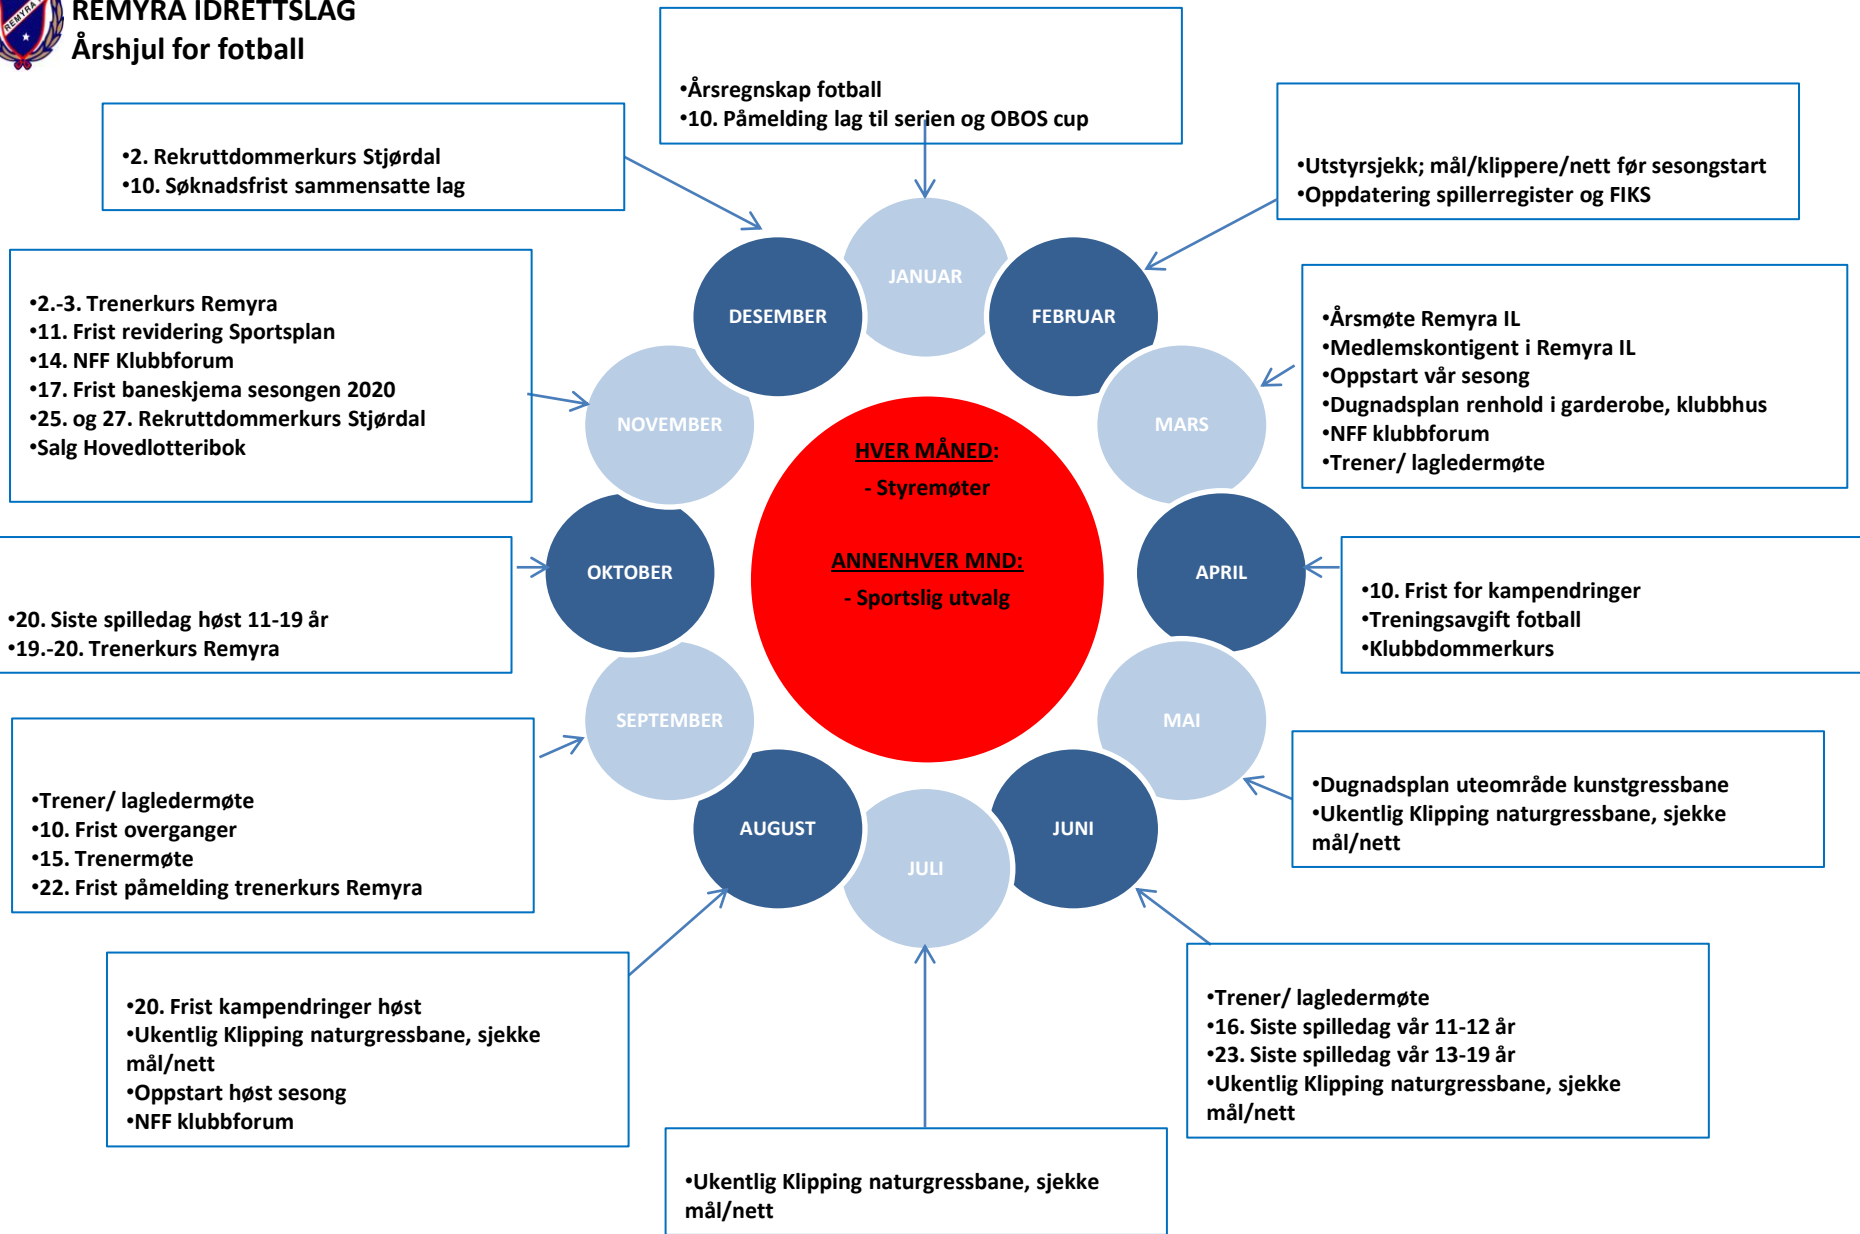 REMYRA
REMYRA IDRETTSLAG
Årshjul for fotball
•Årsregnskap fotball
•10. Påmelding lag til serien og OBOS cup
•2. Rekruttdommerkurs Stjørdal
•10. Søknadsfrist sammensatte lag
•Utstyrsjekk; mål/klippere/nett før sesongstart
•Oppdatering spillerregister og FIKS
JANUAR
DESEMBER
FEBRUAR
•2.-3. Trenerkurs Remyra
•11. Frist revidering Sportsplan
•14. NFF Klubbforum
•17. Frist baneskjema sesongen 2020
•25. og 27. Rekruttdommerkurs Stjørdal
•Salg Hovedlotteribok
•Årsmøte Remyra IL
•Medlemskontigent i Remyra IL
•Oppstart vår sesong
•Dugnadsplan renhold i garderobe, klubbhus
•NFF klubbforum
•Trener/ lagledermøte
NOVEMBER
MARS
HVER MÅNED:
- Styremøter
ANNENHVER MND:
- Sportslig utvalg
OKTOBER
APRIL
•20. Siste spilledag høst 11-19 år
•19.-20. Trenerkurs Remyra
•10. Frist for kampendringer
•Treningsavgift fotball
•Klubbdommerkurs
SEPTEMBER
MAI
•Trener/ lagledermøte
•10. Frist overganger
•15. Trenermøte
•22. Frist påmelding trenerkurs Remyra
•Dugnadsplan uteområde kunstgressbane
•Ukentlig Klipping naturgressbane, sjekke
mål/nett
AUGUST
JUNI
JULI
•20. Frist kampendringer høst
•Ukentlig Klipping naturgressbane, sjekke
mål/nett
•Oppstart høst sesong
•NFF klubbforum
•Trener/ lagledermøte
•16. Siste spilledag vår 11-12 år
•23. Siste spilledag vår 13-19 år
•Ukentlig Klipping naturgressbane, sjekke
mål/nett
•Ukentlig Klipping naturgressbane, sjekke
mål/nett